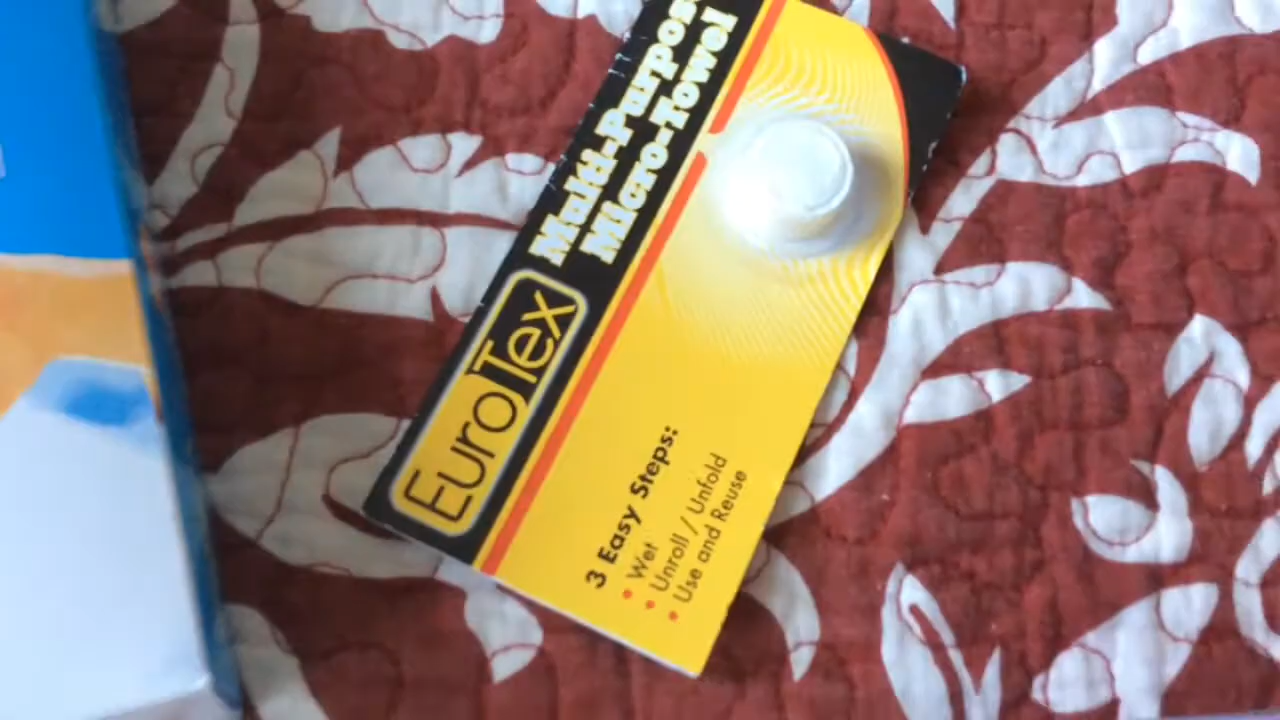 Multi-Purpos
Micro-Towel
EuroTex
3 Easy Steps:
• Wet
• Unroll / Unfold
• Use and Reuse